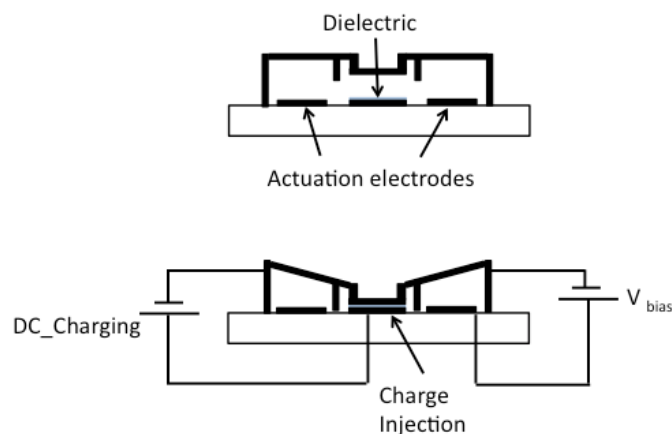 Dielectric
Actuation electrodes
DC_Charging
V bias
Charge
Injection